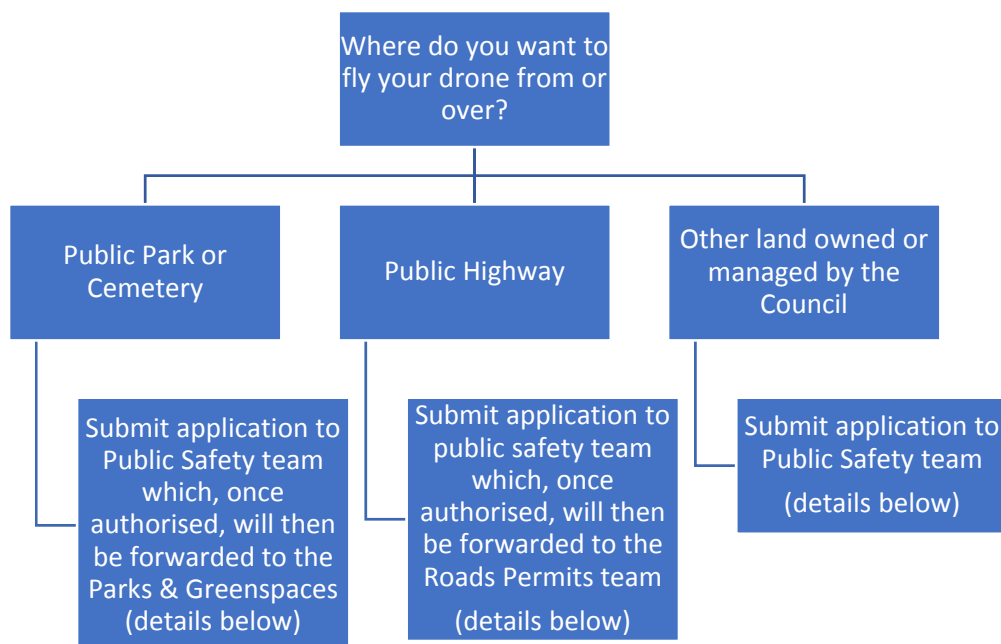 Where do you want to
fly your drone from or
over?
Public Park or
Cemetery
Public Highway
Other land owned or
managed by the
Council
Submit application to
Public Safety team
which, once
authorised, will then
be forwarded to the
Parks & Greenspaces
(details below)
Submit application to
public safety team
which, once
authorised, will then
be forwarded to the
Roads Permits team
(details below)
Submit application to
Public Safety team
(details below)